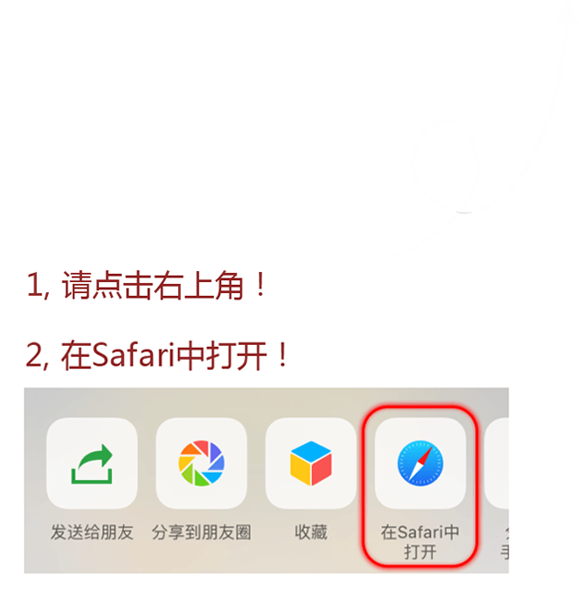 1, 请点击右上角！
2, 在Safari中打开！
发送给朋友 分享到朋友圈 收藏 在Safari中
打开